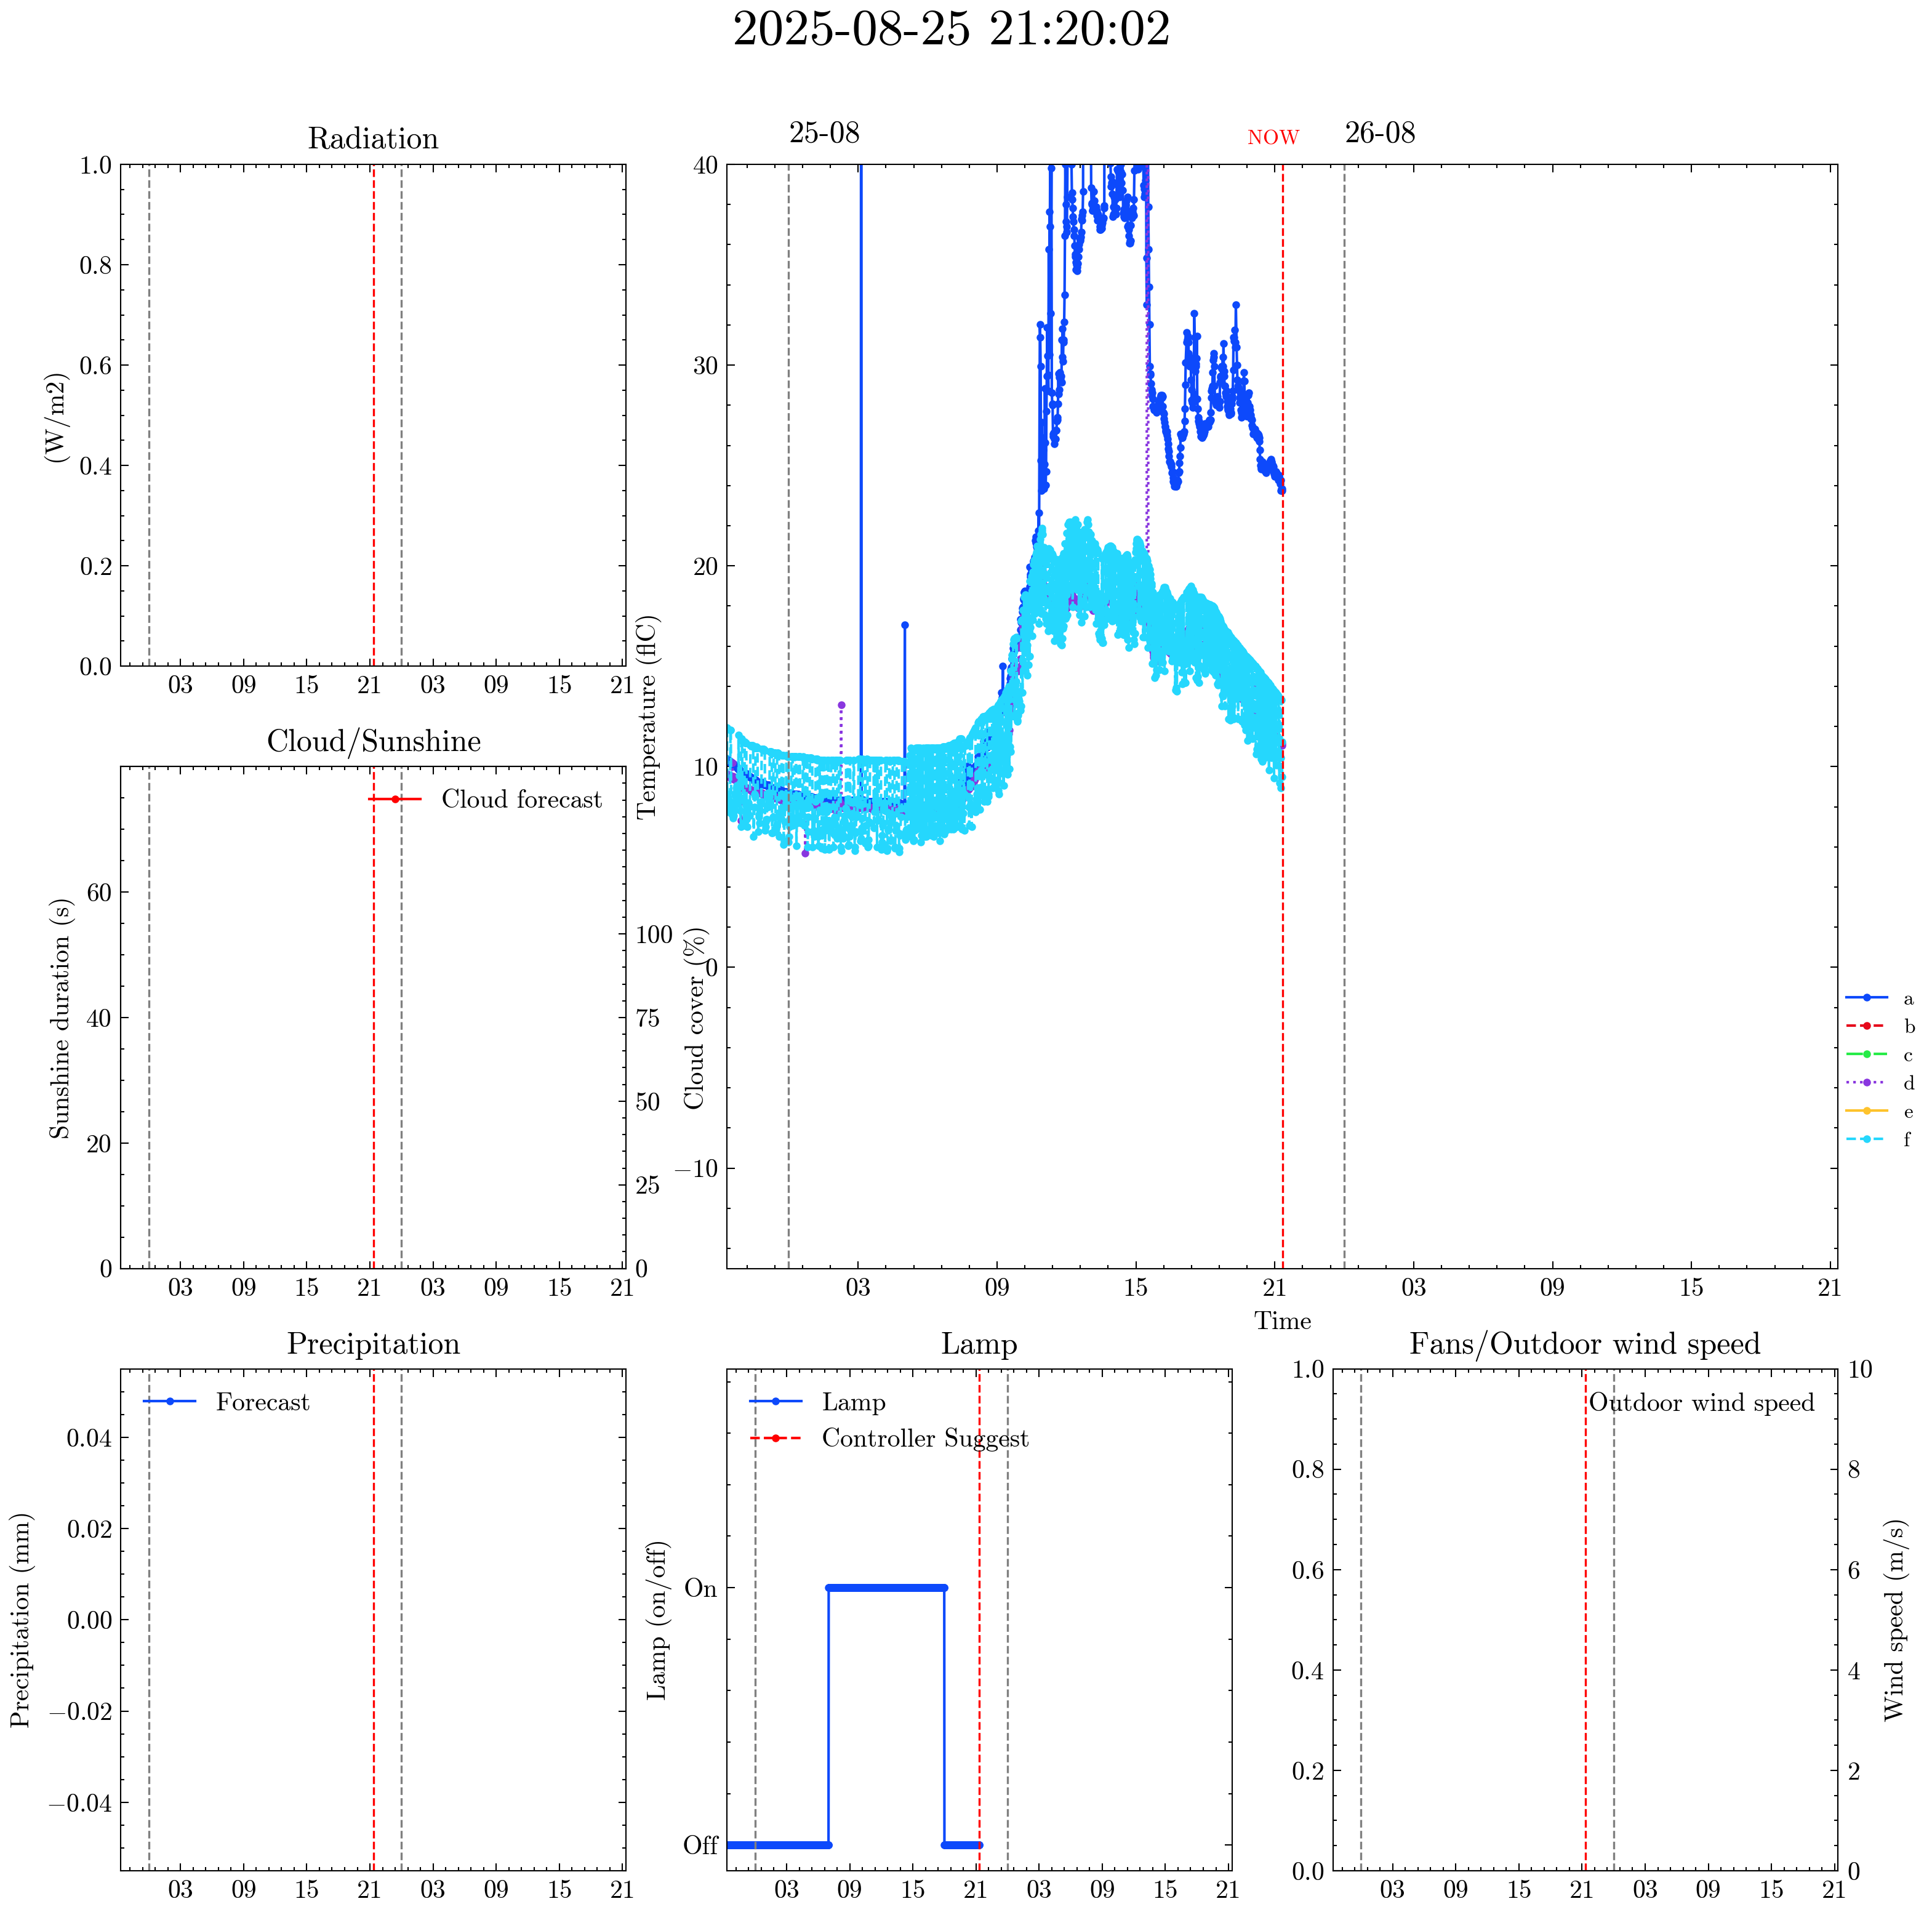 2025-08-25 21:20:02
Radiation
1.0
0.8
0.6
0.4
0.2
0.0
(W/m2)
03 09 15 21 03 09 15 21
25-08
NOW
26-08
40
30
20
10
0
−10
Temperature (flC)
03 09 15 21 03 09 15 21
Time
a
b
c
d
e
f
Cloud/Sunshine
Cloud forecast
60
40
20
0
Sunshine duration (s)
100
75
50
25
0
Cloud cover (%)
03 09 15 21 03 09 15 21
Precipitation
Forecast
0.04
0.02
0.00
−0.02
−0.04
Precipitation (mm)
03 09 15 21 03 09 15 21
Lamp
Lamp
Controller Suggest
On
Off
Lamp (on/off)
03 09 15 21 03 09 15 21
Fans/Outdoor wind speed
Outdoor wind speed
1.0
0.8
0.6
0.4
0.2
0.0
10
8
6
4
2
0
Wind speed (m/s)
03 09 15 21 03 09 15 21